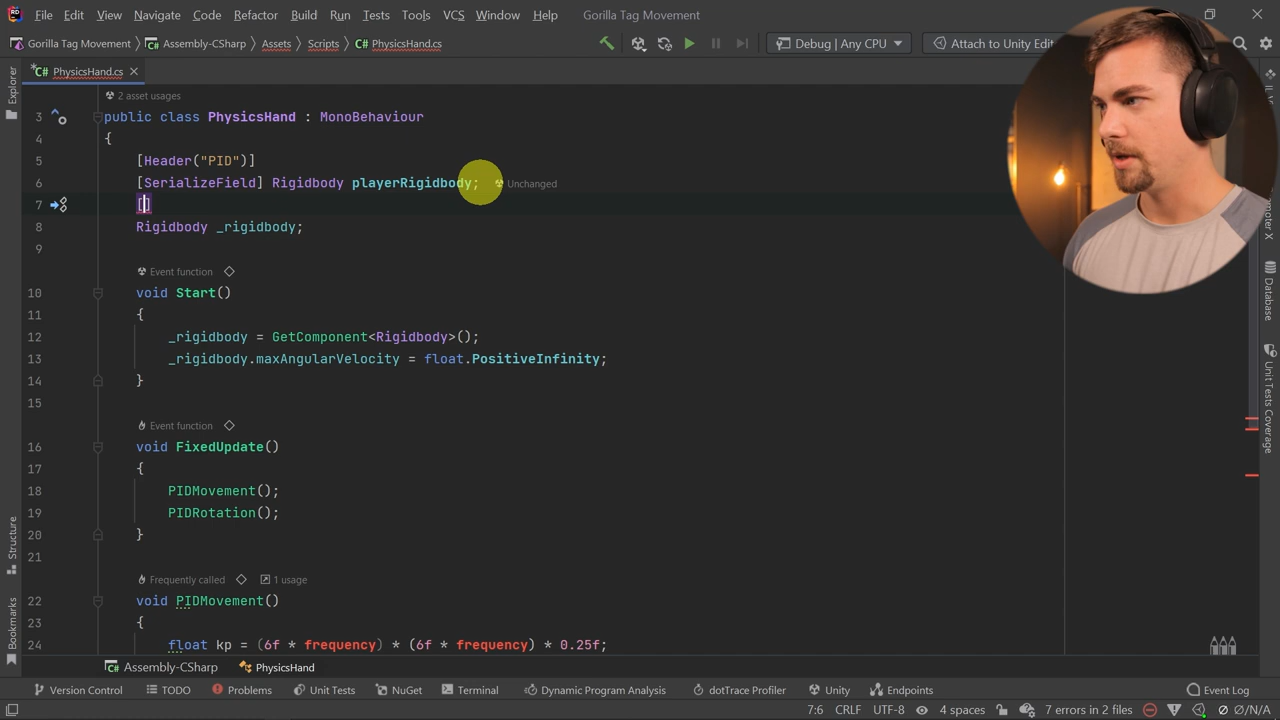 File Edit View Navigate Code Refactor Build Run Tests Tools VCS Window Help Gorilla Tag Movement
Gorilla Tag Movement Assembly-CSharp Assets Scripts C# PhysicsHand.cs Debug | Any CPU Attach to Unity Edit
Explorer
C# PhysicsHand.cs
2 asset usages
3 public class PhysicsHand : MonoBehaviour
4 {
5 [Header("PID")]
6 [SerializeField] Rigidbody playerRigidbody; Unchanged
7 []
8 Rigidbody _rigidbody;
9
Event function
10 void Start()
11 {
12 _rigidbody = GetComponent<Rigidbody>();
13 _rigidbody.maxAngularVelocity = float.PositiveInfinity;
14 }
15
Event function
16 void FixedUpdate()
17 {
18 PIDMovement();
19 PIDRotation();
20 }
21
Frequently called 1 usage
22 void PIDMovement()
23 {
24 float kp = (6f * frequency) * (6f * frequency) * 0.25f;
Structure
Bookmarks
Database
Unit Tests Coverage
Assembly-CSharp PhysicsHand
Version Control TODO Problems Unit Tests NuGet Terminal Dynamic Program Analysis dotTrace Profiler Unity Endpoints Event Log
7:6 CRLF UTF-8 4 spaces 7 errors in 2 files Ø/N/A